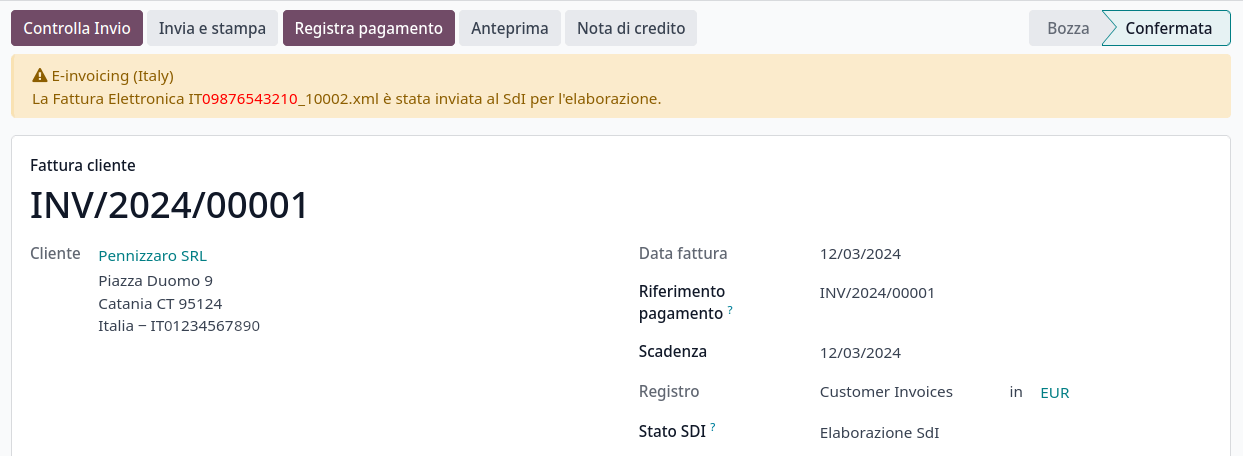 Controlla Invio Invia e stampa Registra pagamento Anteprima Nota di credito Bozza Confermata
E-invoicing (Italy)
La Fattura Elettronica IT09876543210_10002.xml è stata inviata al SdI per l'elaborazione.
Fattura cliente
INV/2024/00001
Cliente Pennizzaro SRL
Piazza Duomo 9
Catania CT 95124
Italia – IT01234567890
Data fattura 12/03/2024
Riferimento pagamento ? INV/2024/00001
Scadenza 12/03/2024
Registro Customer Invoices in EUR
Stato SDI ? Elaborazione SdI